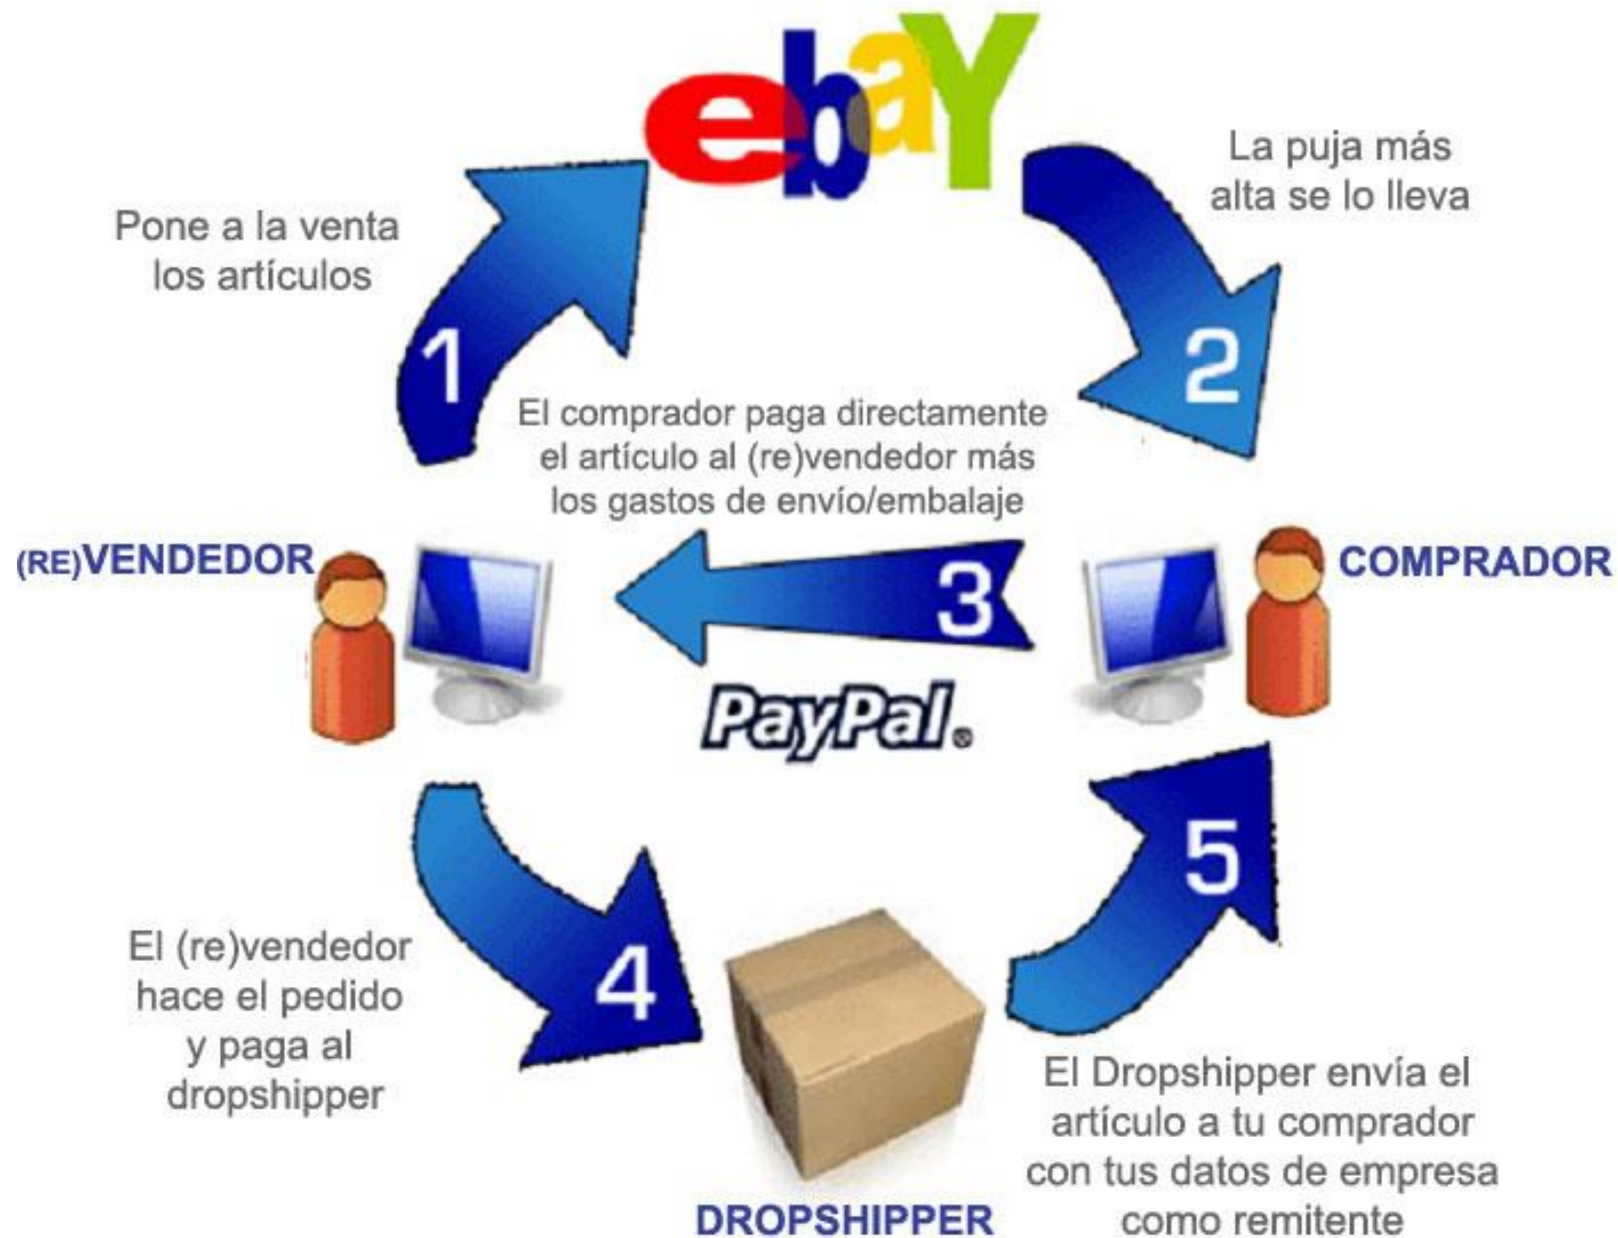 ebaY
La puja más
alta se lo lleva
Pone a la venta
los artículos
1
2
El comprador paga directamente
el artículo al (re)vendedor más
los gastos de envío/embalaje
(RE)VENDEDOR
3
COMPRADOR
PayPal®
El (re)vendedor
hace el pedido
y paga al
dropshipper
4
5
El Dropshipper envía el
artículo a tu comprador
con tus datos de empresa
como remitente
DROPSHIPPER